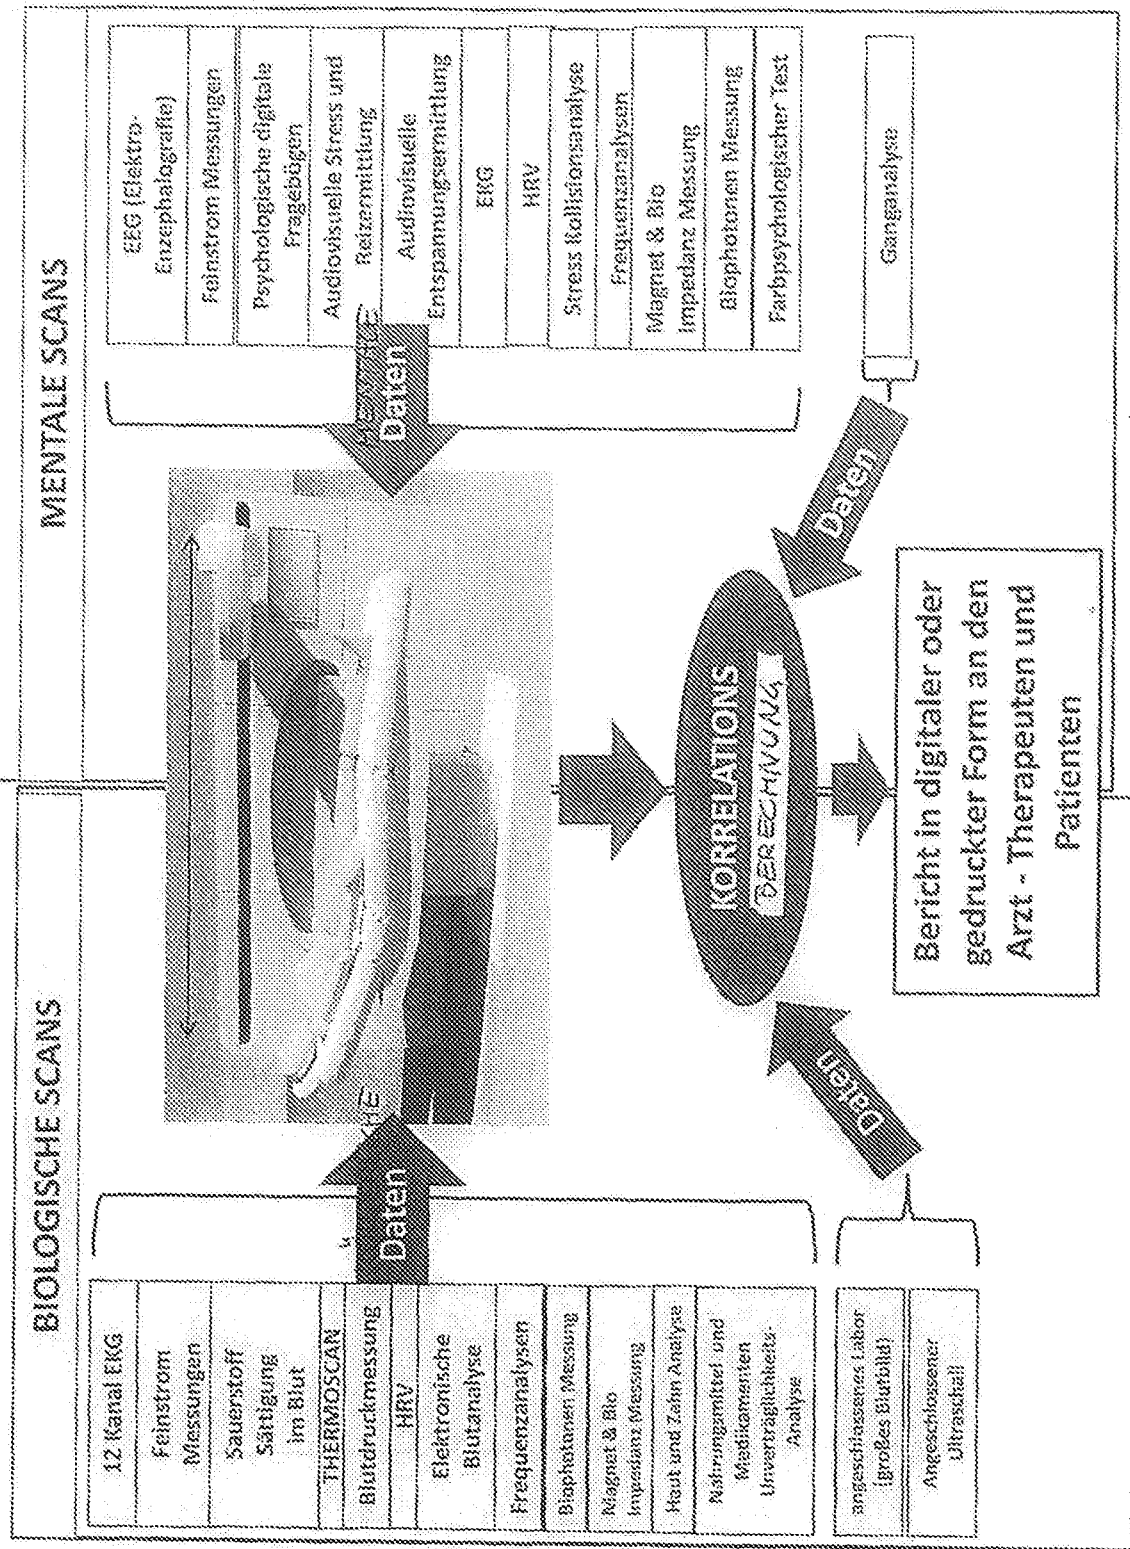 BIOLOGISCHE SCANS
MENTALE SCANS
12 Kanal EKG
Feinstrom
Messungen
Sauerstoff
Sättigung
im Blut
THERMOSCAN
Blutdruckmessung
HRV
Elektronische
Blutanalyse
Frequenzanalysen
Biophotonen Messung
Magnet & Bio
Impedanz Messung
Haut und Zahn Analyse
Nahrungsmittel und
Medikamenten
Unverträglichkeits-
Analyse
angeschlossenes Labor
(großes Blutbild)
Angeschlossener
Ultraschall
Daten
Daten
EEG (Elektro-
Enzephalografie)
Feinstrom Messungen
Psychologische digitale
Fragebögen
Audiovisuelle Stress und
Reizermittlung
Audiovisuelle
Entspannungsermittlung
EKG
HRV
Stress Kollisionsanalyse
Frequenzanalysen
Magnet & Bio
Impedanz Messung
Biophotonen Messung
Farbpsychologischer Test
Ganganalyse
Daten
Daten
KORRELATIONS
BERECHNUNG
Bericht in digitaler oder
gedruckter Form an den
Arzt - Therapeuten und
Patienten